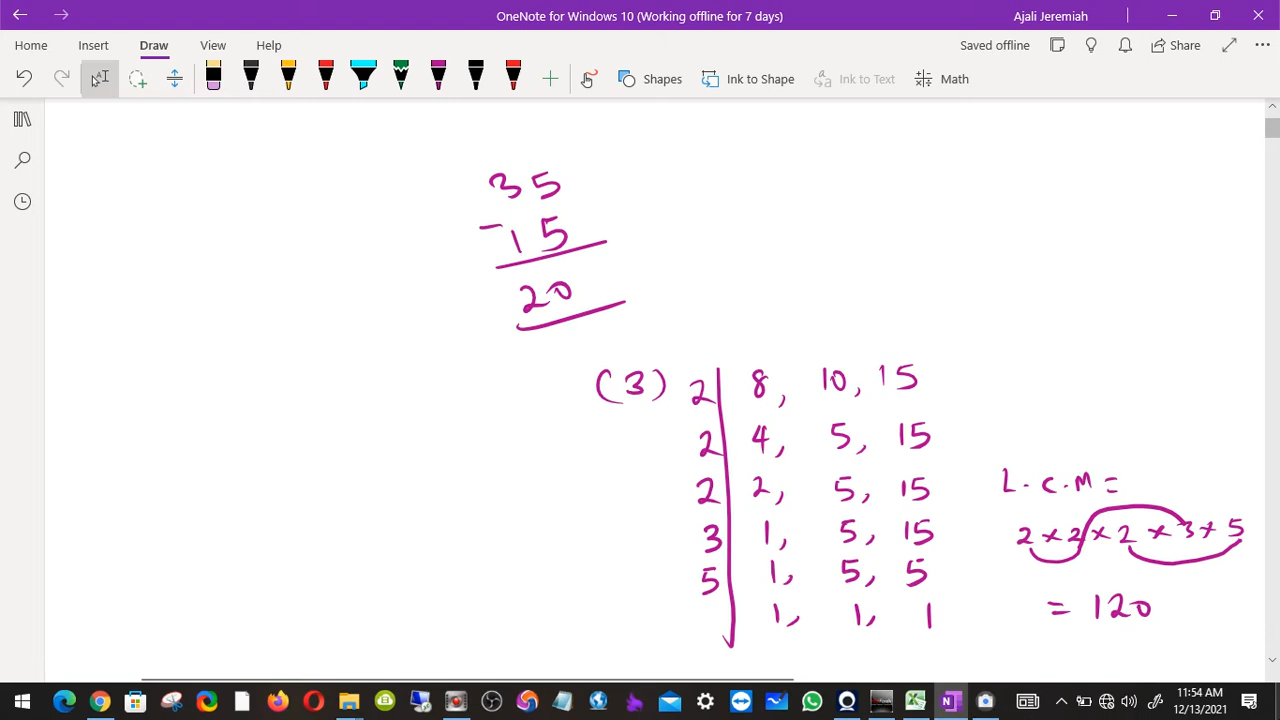 OneNote for Windows 10 (Working offline for 7 days)
Ajali Jeremiah
Home Insert Draw View Help
Saved offline
Share
Shapes
Ink to Shape
Ink to Text
Math
35
-15
20
(3) 2 8, 10, 15
2 4, 5, 15
2 2, 5, 15
L.C.M =
3 1, 5, 15
2 × 2 × 2 × 3 × 5
5 1, 5, 5
1, 1, 1
= 120
11:54 AM
12/13/2021